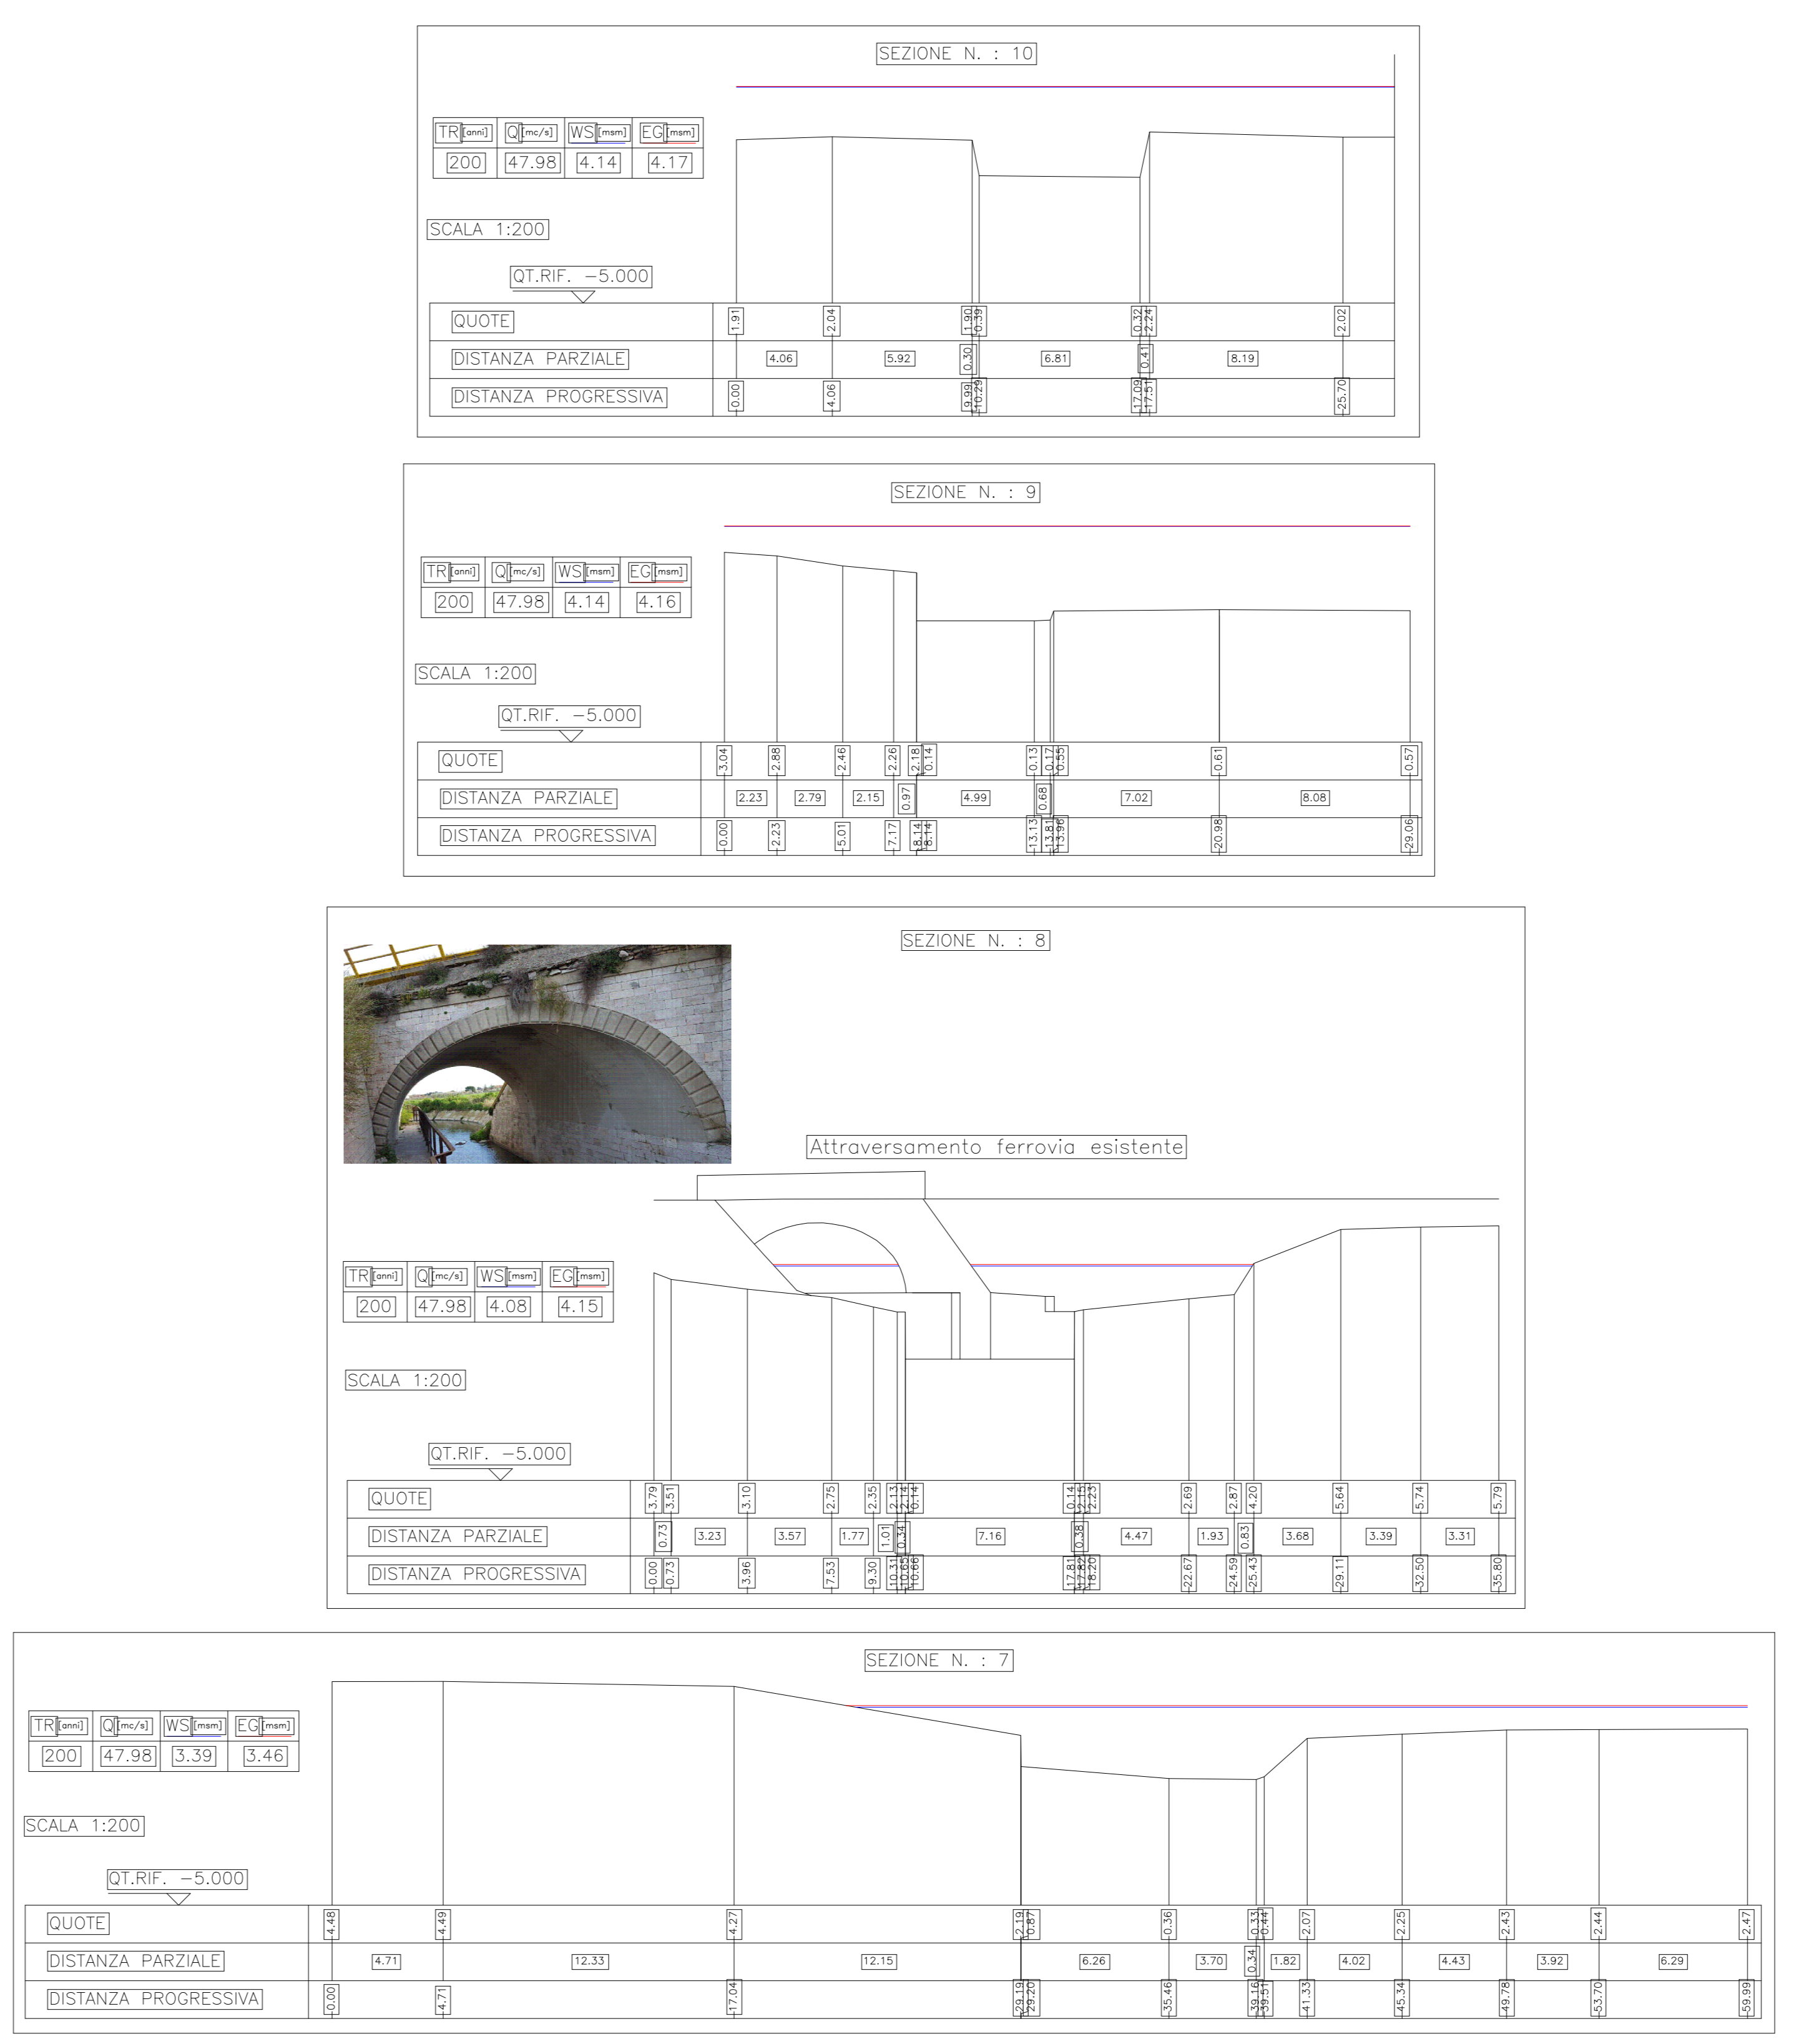 SEZIONE N. : 10
TR[anni] Q[mc/s] WS[msm] EG[msm]
200 47.98 4.14 4.17
SCALA 1:200
QT.RIF. −5.000
QUOTE 1.91 2.04 1.90 0.39 0.32 2.24 2.02
DISTANZA PARZIALE 4.06 5.92 0.30 6.81 0.41 8.19
DISTANZA PROGRESSIVA 0.00 4.06 9.99 10.29 17.09 17.51 25.70
SEZIONE N. : 9
TR[anni] Q[mc/s] WS[msm] EG[msm]
200 47.98 4.14 4.16
SCALA 1:200
QT.RIF. −5.000
QUOTE 3.04 2.88 2.46 2.26 2.18 0.14 0.13 0.17 0.55 0.61 0.57
DISTANZA PARZIALE 2.23 2.79 2.15 0.97 4.99 0.68 7.02 8.08
DISTANZA PROGRESSIVA 0.00 2.23 5.01 7.17 8.14 8.14 13.13 13.81 13.96 20.98 29.06
SEZIONE N. : 8
Attraversamento ferrovia esistente
TR[anni] Q[mc/s] WS[msm] EG[msm]
200 47.98 4.08 4.15
SCALA 1:200
QT.RIF. −5.000
QUOTE 3.79 3.51 3.10 2.75 2.35 2.13 2.14 0.14 0.14 2.15 2.23 2.69 2.87 4.20 5.64 5.74 5.79
DISTANZA PARZIALE 0.73 3.23 3.57 1.77 1.01 0.34 7.16 0.38 4.47 1.93 0.83 3.68 3.39 3.31
DISTANZA PROGRESSIVA 0.00 0.73 3.96 7.53 9.30 10.31 10.65 10.66 17.81 17.82 18.20 22.67 24.59 25.43 29.11 32.50 35.80
SEZIONE N. : 7
TR[anni] Q[mc/s] WS[msm] EG[msm]
200 47.98 3.39 3.46
SCALA 1:200
QT.RIF. −5.000
QUOTE 4.48 4.49 4.27 2.19 0.87 0.36 0.33 0.44 2.07 2.25 2.43 2.44 2.47
DISTANZA PARZIALE 4.71 12.33 12.15 6.26 3.70 0.34 1.82 4.02 4.43 3.92 6.29
DISTANZA PROGRESSIVA 0.00 4.71 17.04 29.19 29.20 35.46 39.16 39.51 41.33 45.34 49.78 53.70 59.99